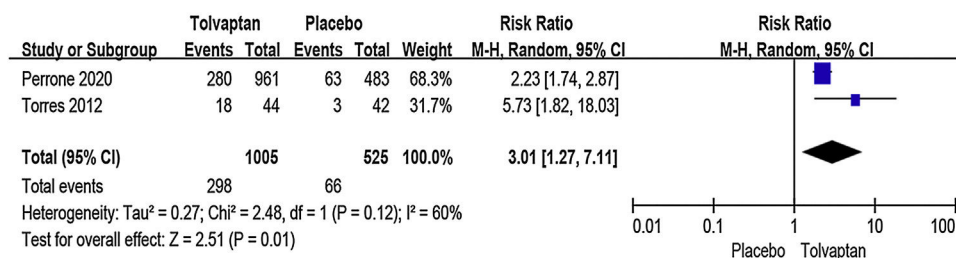 Tolvaptan Placebo Risk Ratio Risk Ratio
Study or Subgroup Events Total Events Total Weight M-H, Random, 95% CI M-H, Random, 95% CI
Perrone 2020 280 961 63 483 68.3% 2.23 [1.74, 2.87]
Torres 2012 18 44 3 42 31.7% 5.73 [1.82, 18.03]
Total (95% CI) 1005 525 100.0% 3.01 [1.27, 7.11]
Total events 298 66
Heterogeneity: Tau² = 0.27; Chi² = 2.48, df = 1 (P = 0.12); I² = 60%
Test for overall effect: Z = 2.51 (P = 0.01)
0.01 0.1 1 10 100
Placebo Tolvaptan